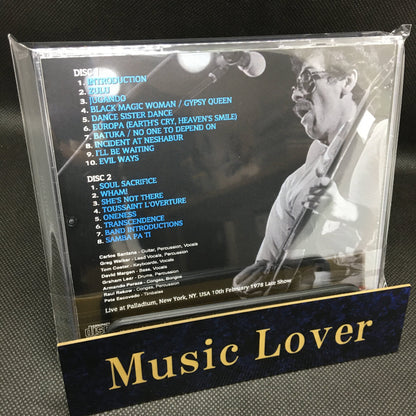 DISC 1
1. INTRODUCTION
2. ZULU
3. JUGANDO
4. BLACK MAGIC WOMAN / GYPSY QUEEN
5. DANCE SISTER DANCE
6. EUROPA (EARTH'S CRY, HEAVEN'S SMILE)
7. BATUKA / NO ONE TO DEPEND ON
8. INCIDENT AT NESHABUR
9. I'LL BE WAITING
10. EVIL WAYS
DISC 2
1. SOUL SACRIFICE
2. WHAM!
3. SHE'S NOT THERE
4. TOUSSAINT L'OVERTURE
5. ONENESS
6. TRANSCENDENCE
7. BAND INTRODUCTIONS
8. SAMBA PA TI
Carlos Santana - Guitar, Percussion, Vocals
Greg Walker - Lead Vocals, Percussion
Tom Coster - Keyboards, Vocals
David Margen - Bass, Vocals
Graham Lear - Drums, Percussion
Armando Peraza - Congas, Bongos
Raul Rekow - Congas, Percussion
Pete Escovedo - Timbales
Live at Palladium, New York, NY. USA 10th February 1978 Late Show
Music Lover